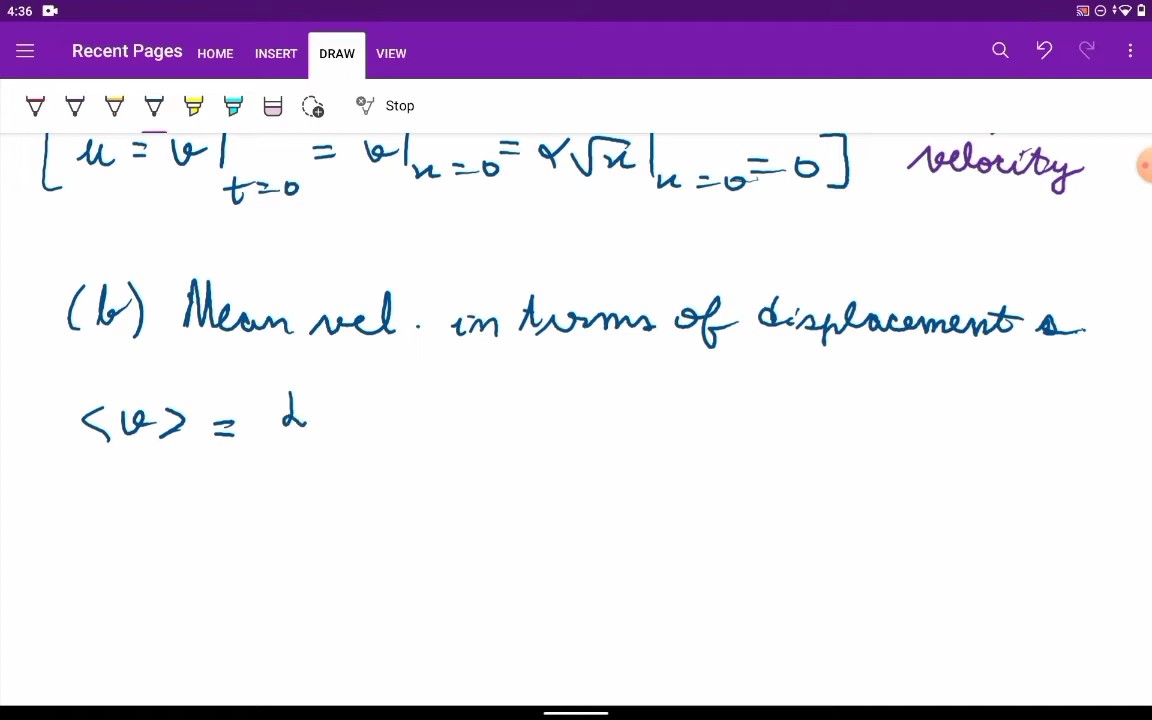 4:36
Recent Pages HOME INSERT DRAW VIEW
Stop
[ u = v|t=0 = v|x=0 = α√x|x=0 = 0 ] velocity
(b) Mean vel. in terms of displacement s
<v> = d